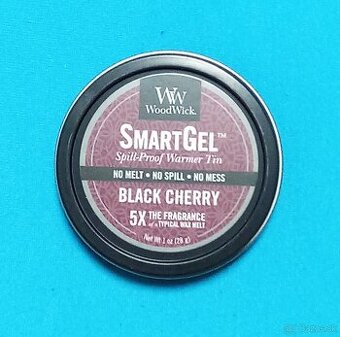 WW
WoodWick.
SMARTGEL™
Spill-Proof Warmer Tin
NO MELT • NO SPILL • NO MESS
BLACK CHERRY
5X THE FRAGRANCE
of a TYPICAL WAX MELT
Net Wt 1 oz (28 g)